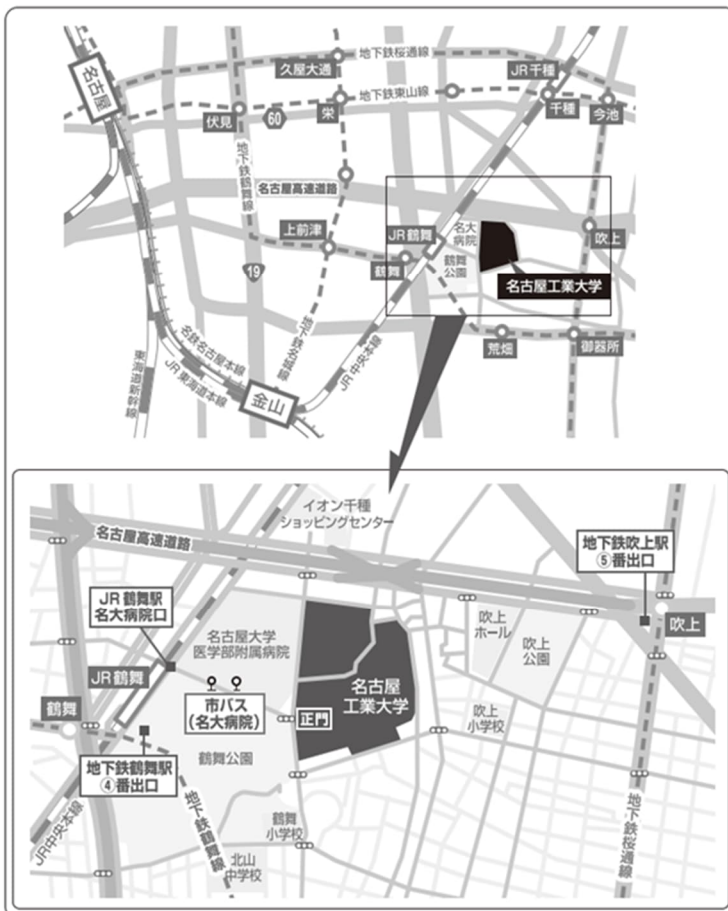 地下鉄桜通線
久屋大通
JR千種
名古屋
地下鉄東山線
伏見
60
栄
千種
今池
地下鉄鶴舞線
名古屋高速道路
上前津
JR鶴舞
名大
病院
吹上
鶴舞
鶴舞
公園
19
名古屋工業大学
地下鉄名城線
荒畑
御器所
名鉄名古屋本線
JR東海道本線
東海道新幹線
JR中央本線
金山
イオン千種
ショッピングセンター
名古屋高速道路
地下鉄吹上駅
⑤番出口
JR鶴舞駅
名大病院口
吹上
ホール
吹上
名古屋大学
医学部附属病院
吹上
公園
JR鶴舞
名古屋
工業大学
市バス
(名大病院)
鶴舞
正門
吹上
小学校
鶴舞公園
地下鉄鶴舞駅
④番出口
地下鉄鶴舞線
鶴舞
小学校
JR中央本線
北山
中学校
地下鉄桜通線